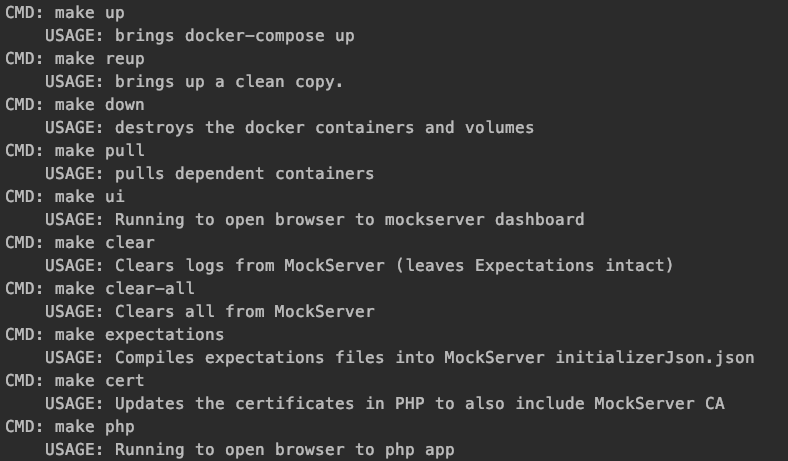 CMD: make up
USAGE: brings docker-compose up
CMD: make reup
USAGE: brings up a clean copy.
CMD: make down
USAGE: destroys the docker containers and volumes
CMD: make pull
USAGE: pulls dependent containers
CMD: make ui
USAGE: Running to open browser to mockserver dashboard
CMD: make clear
USAGE: Clears logs from MockServer (leaves Expectations intact)
CMD: make clear-all
USAGE: Clears all from MockServer
CMD: make expectations
USAGE: Compiles expectations files into MockServer initializerJson.json
CMD: make cert
USAGE: Updates the certificates in PHP to also include MockServer CA
CMD: make php
USAGE: Running to open browser to php app